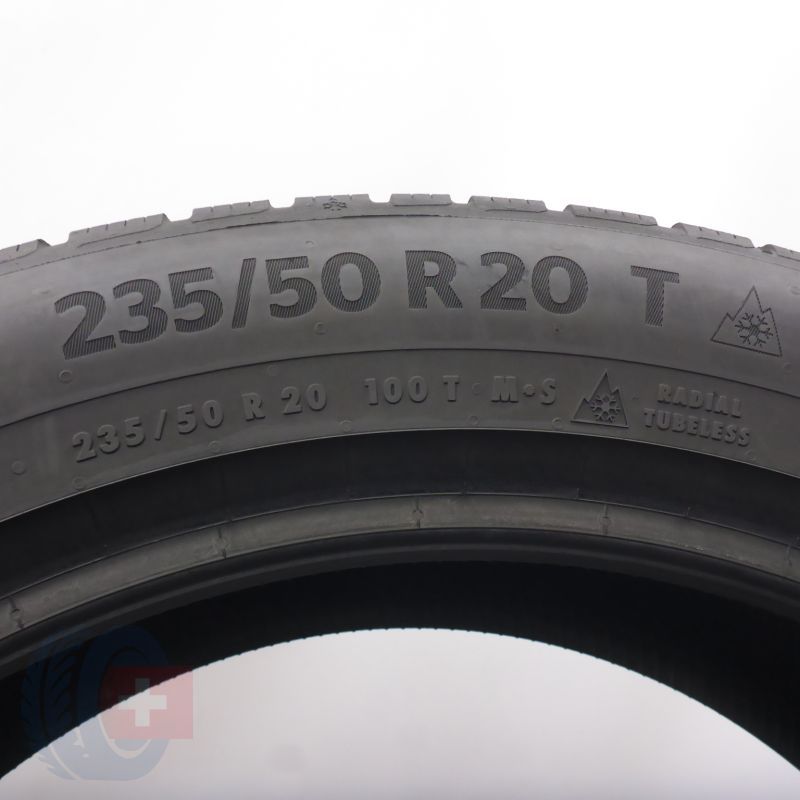 235/50 R 20 T
235/50 R 20 100 T · M+S
RADIAL
TUBELESS